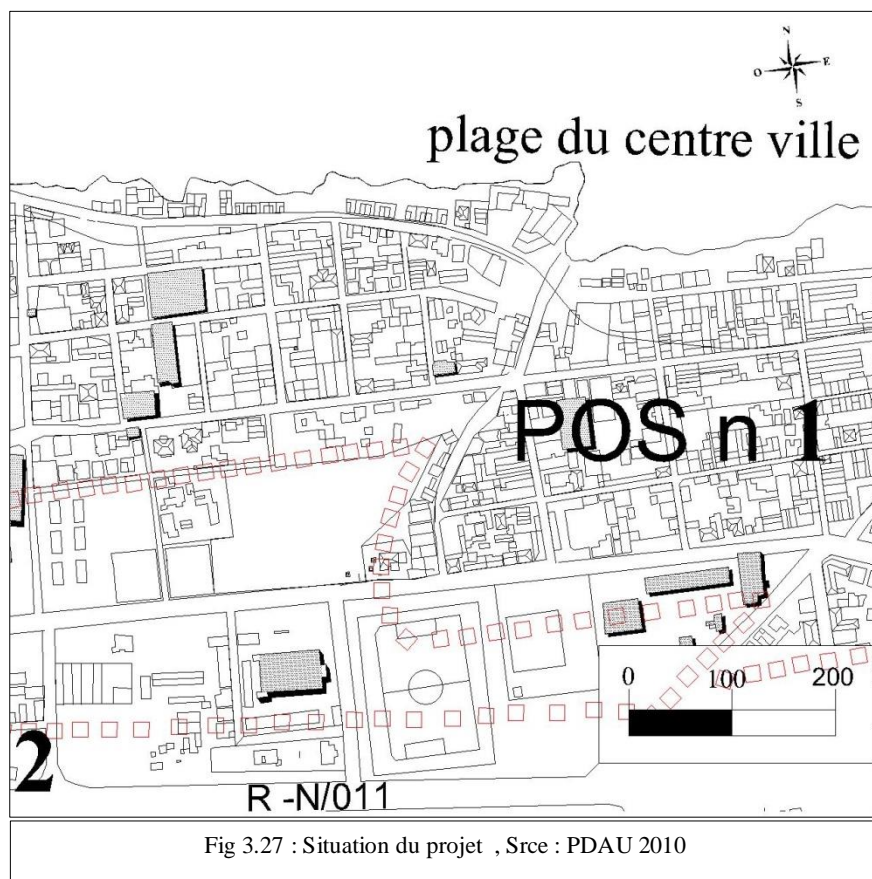 N
O E
S
plage du centre ville
POS n 1
0 100 200
2
R -N/011
Fig 3.27 : Situation du projet , Srce : PDAU 2010